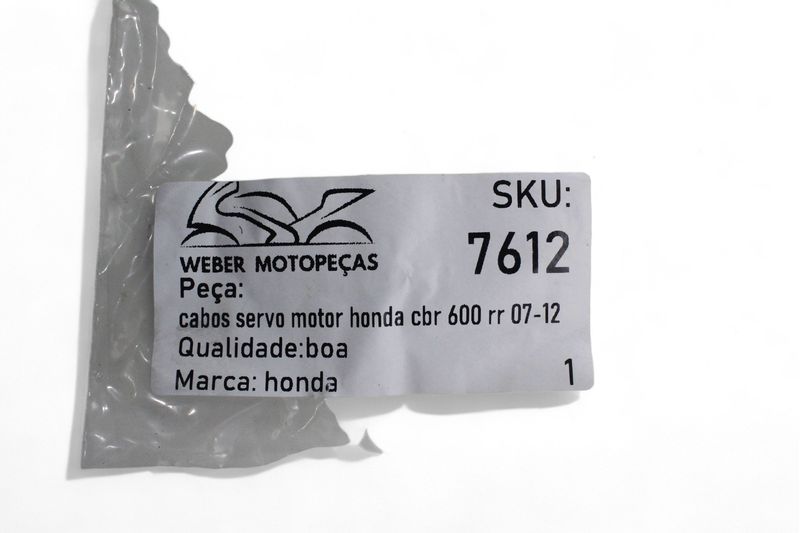 SKU:
7612
WEBER MOTOPEÇAS
Peça:
cabos servo motor honda cbr 600 rr 07-12
Qualidade:boa
Marca: honda
1